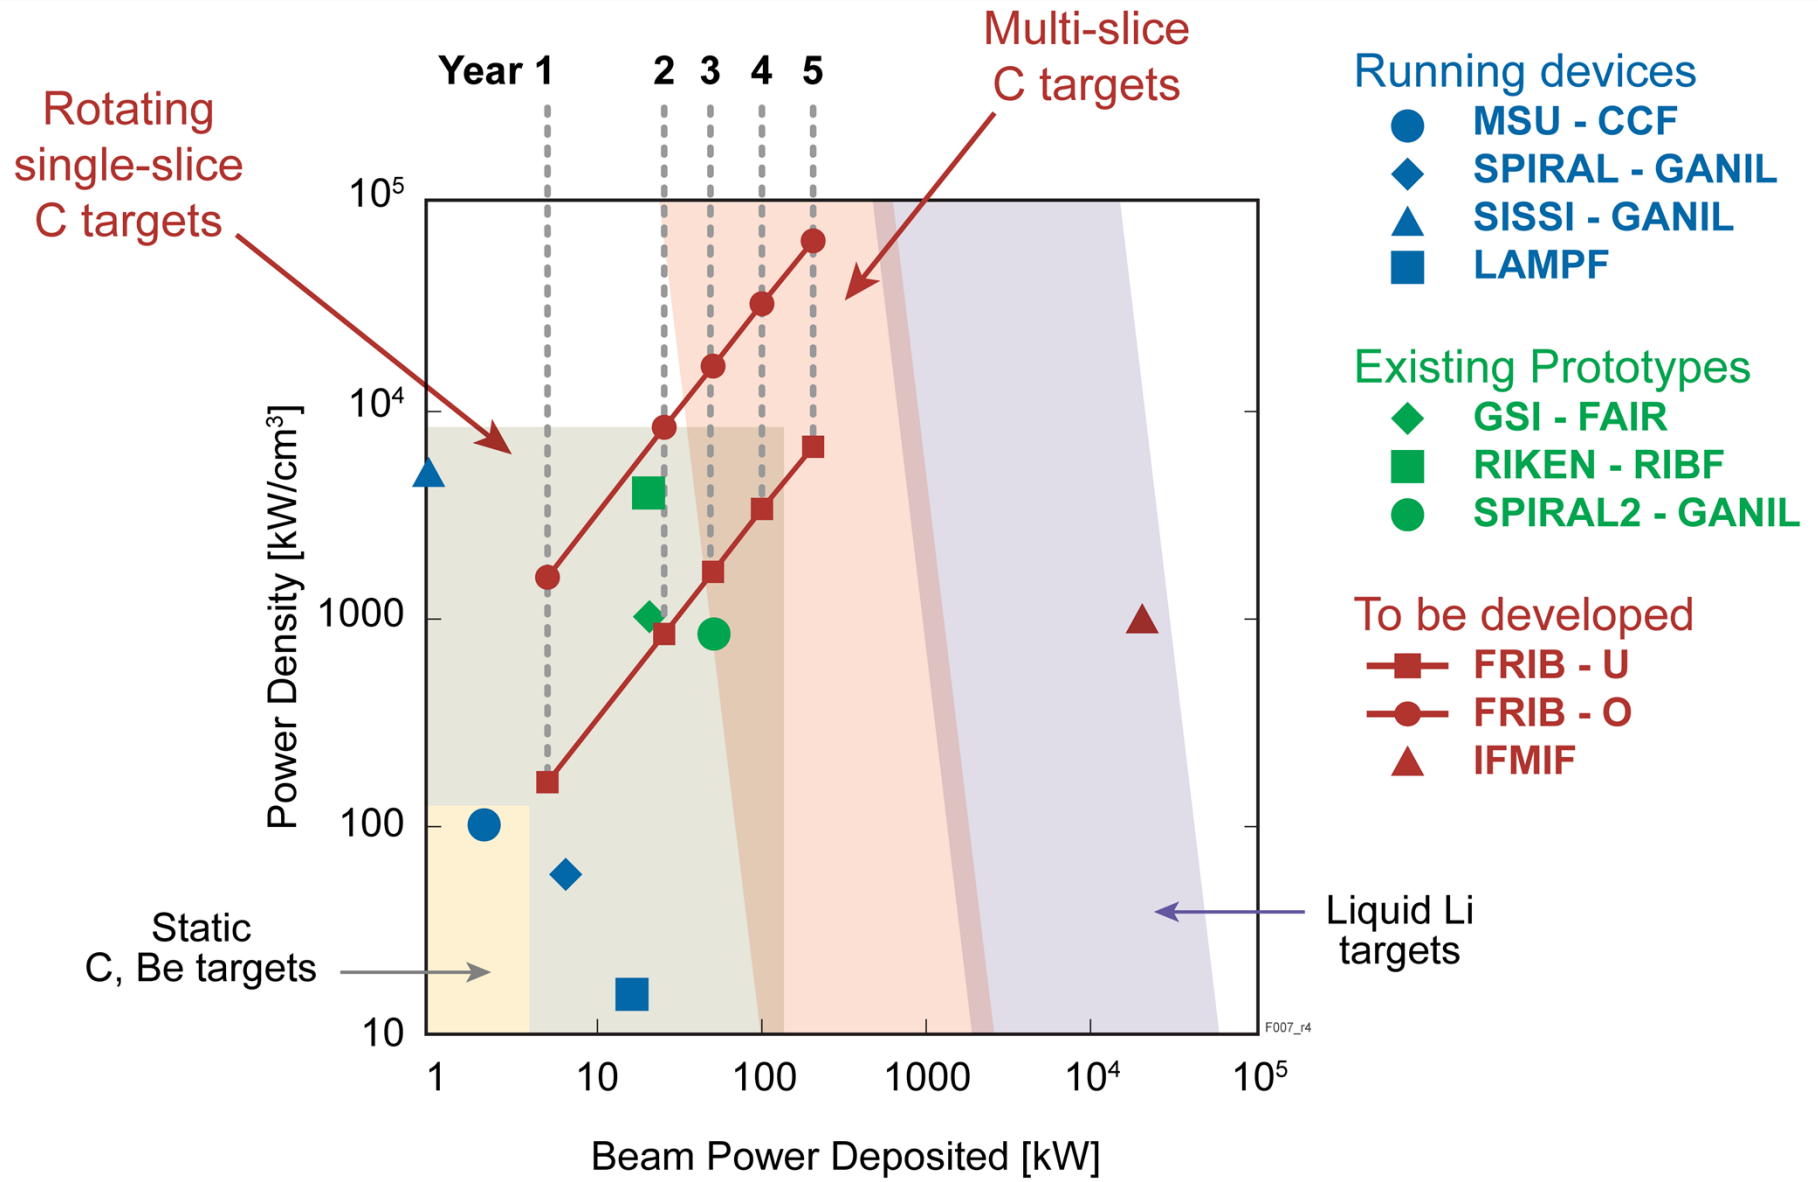 Year 1 2 3 4 5
Multi-slice
C targets
Rotating
single-slice
C targets
Running devices
MSU - CCF
SPIRAL - GANIL
SISSI - GANIL
LAMPF
Existing Prototypes
GSI - FAIR
RIKEN - RIBF
SPIRAL2 - GANIL
To be developed
FRIB - U
FRIB - O
IFMIF
Power Density [kW/cm³]
10⁵
10⁴
1000
100
10
Static
C, Be targets
Liquid Li
targets
F007_r4
1 10 100 1000 10⁴ 10⁵
Beam Power Deposited [kW]